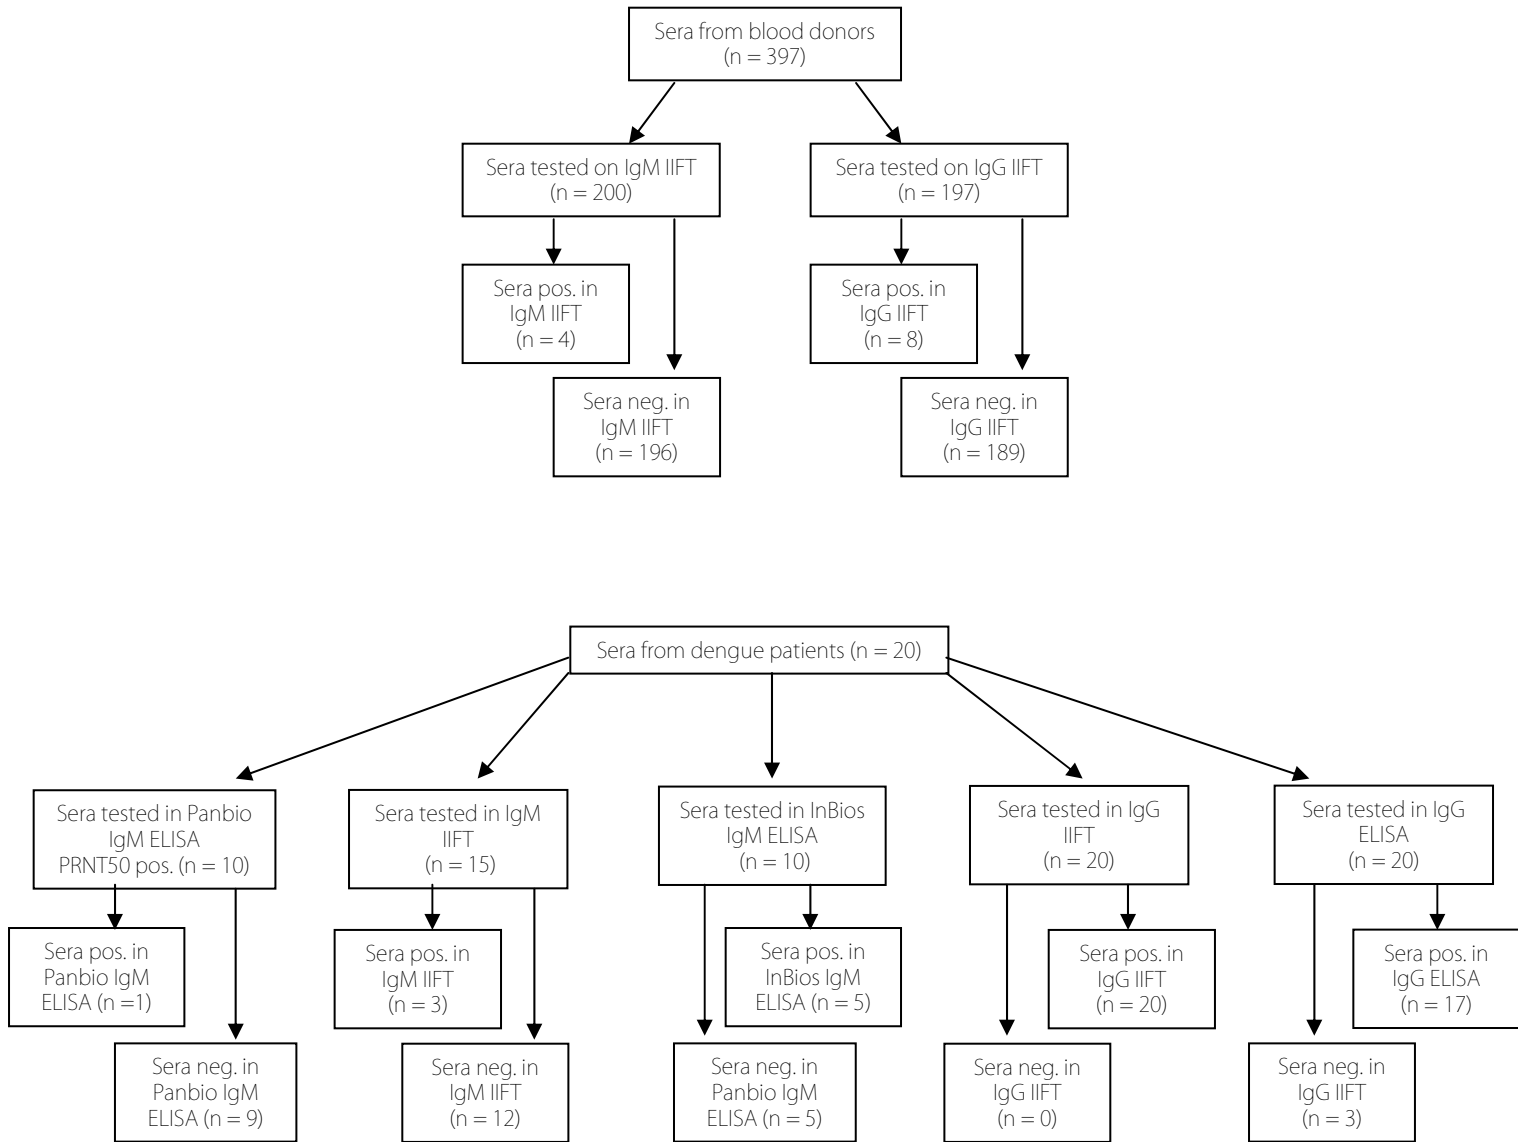 Sera from blood donors
(n = 397)
Sera tested on IgM IIFT
(n = 200)
Sera tested on IgG IIFT
(n = 197)
Sera pos. in
IgM IIFT
(n = 4)
Sera pos. in
IgG IIFT
(n = 8)
Sera neg. in
IgM IIFT
(n = 196)
Sera neg. in
IgG IIFT
(n = 189)
Sera from dengue patients (n = 20)
Sera tested in Panbio
IgM ELISA
PRNT50 pos. (n = 10)
Sera tested in IgM
IIFT
(n = 15)
Sera tested in InBios
IgM ELISA
(n = 10)
Sera tested in IgG
IIFT
(n = 20)
Sera tested in IgG
ELISA
(n = 20)
Sera pos. in
Panbio IgM
ELISA (n =1)
Sera pos. in
IgM IIFT
(n = 3)
Sera pos. in
InBios IgM
ELISA (n = 5)
Sera pos. in
IgG IIFT
(n = 20)
Sera pos. in
IgG ELISA
(n = 17)
Sera neg. in
Panbio IgM
ELISA (n = 9)
Sera neg. in
IgM IIFT
(n = 12)
Sera neg. in
Panbio IgM
ELISA (n = 5)
Sera neg. in
IgG IIFT
(n = 0)
Sera neg. in
IgG IIFT
(n = 3)